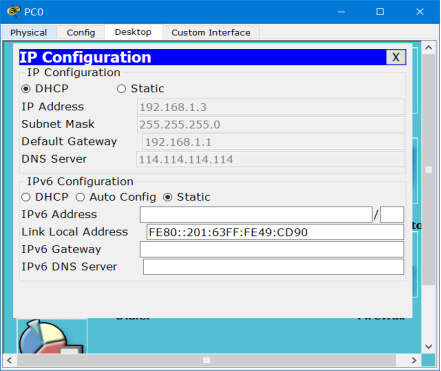 PC0
Physical Config Desktop Custom Interface
IP Configuration X
IP Configuration
DHCP Static
IP Address 192.168.1.3
Subnet Mask 255.255.255.0
Default Gateway 192.168.1.1
DNS Server 114.114.114.114
IPv6 Configuration
DHCP Auto Config Static
IPv6 Address /
Link Local Address FE80::201:63FF:FE49:CD90
IPv6 Gateway
IPv6 DNS Server